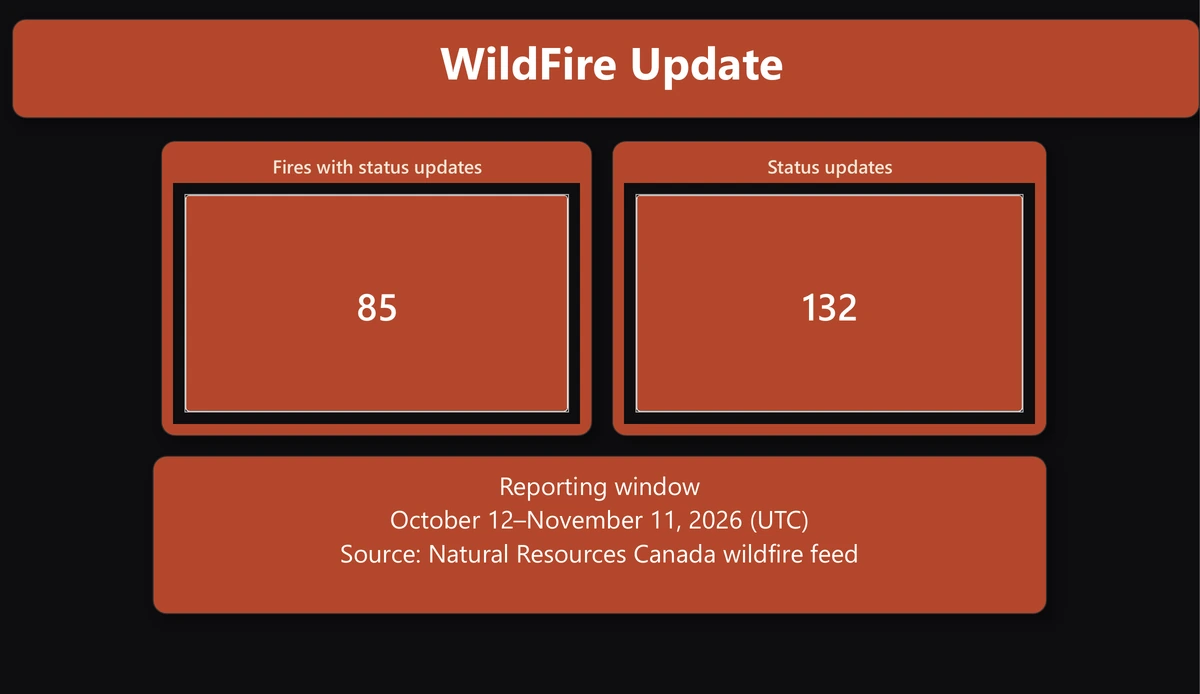 WildFire Update
Fires with status updates
85
Status updates
132
Reporting window
October 12–November 11, 2026 (UTC)
Source: Natural Resources Canada wildfire feed